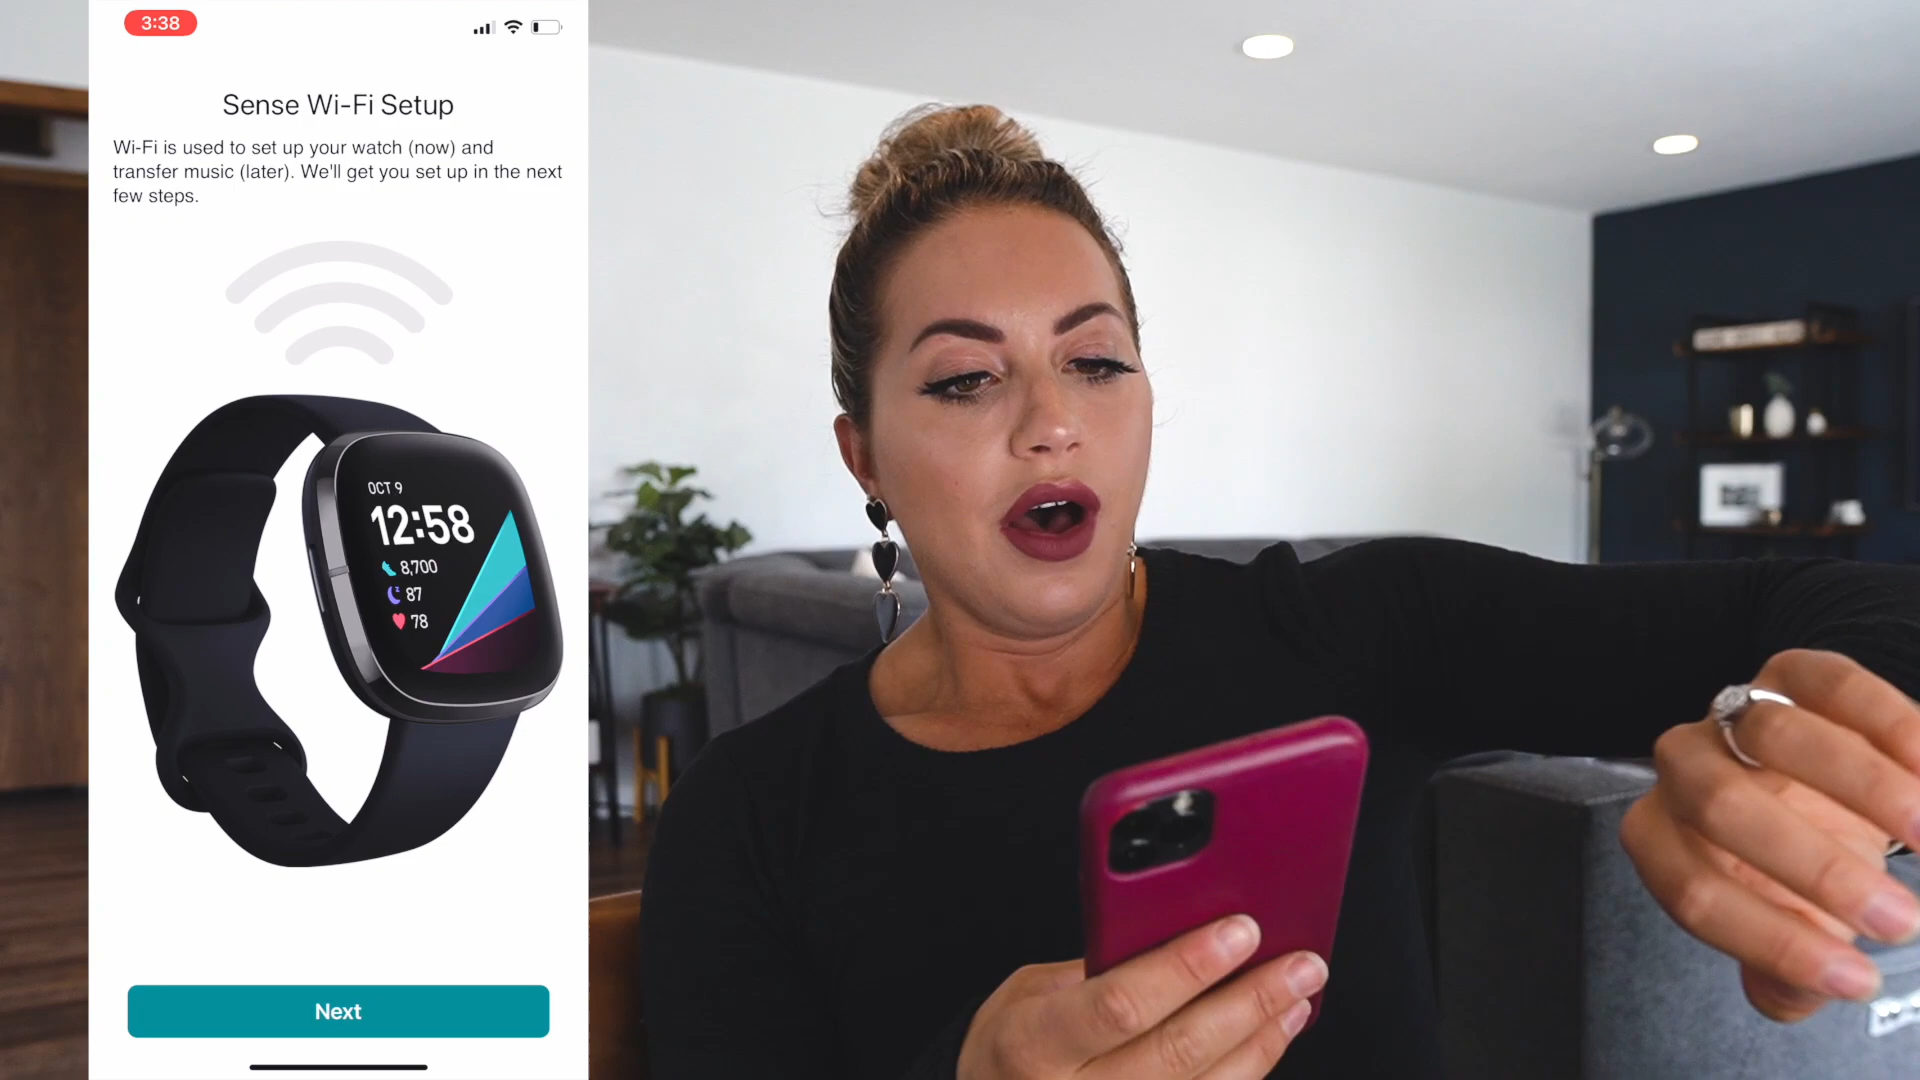 3:38
Sense Wi-Fi Setup
Wi-Fi is used to set up your watch (now) and
transfer music (later). We'll get you set up in the next
few steps.
OCT 9
12:58
8,700
87
78
Next